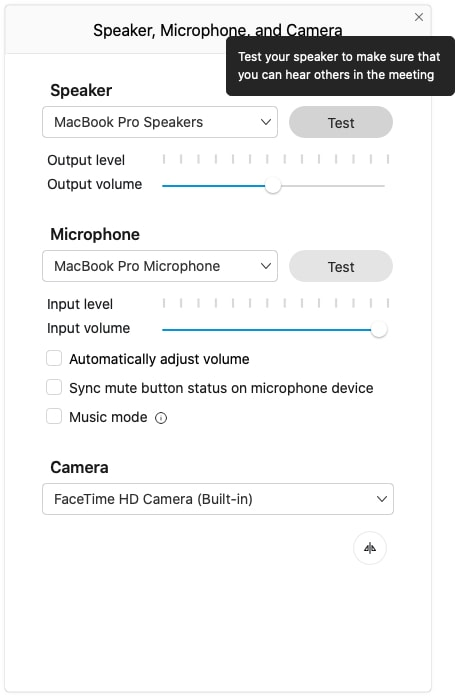 Speaker, Microphone, and Camera
Test your speaker to make sure that
you can hear others in the meeting
Speaker
MacBook Pro Speakers
Test
Output level
Output volume
Microphone
MacBook Pro Microphone
Test
Input level
Input volume
Automatically adjust volume
Sync mute button status on microphone device
Music mode
Camera
FaceTime HD Camera (Built-in)